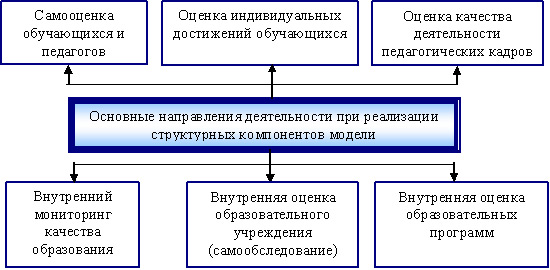 Самооценка
обучающихся и
педагогов
Оценка индивидуальных
достижений обучающихся
Оценка качества
деятельности
педагогических кадров
Основные направления деятельности при реализации
структурных компонентов модели
Внутренний
мониторинг
качества
образования
Внутренняя оценка
образовательного
учреждения
(самообследование)
Внутренняя оценка
образовательных
программ